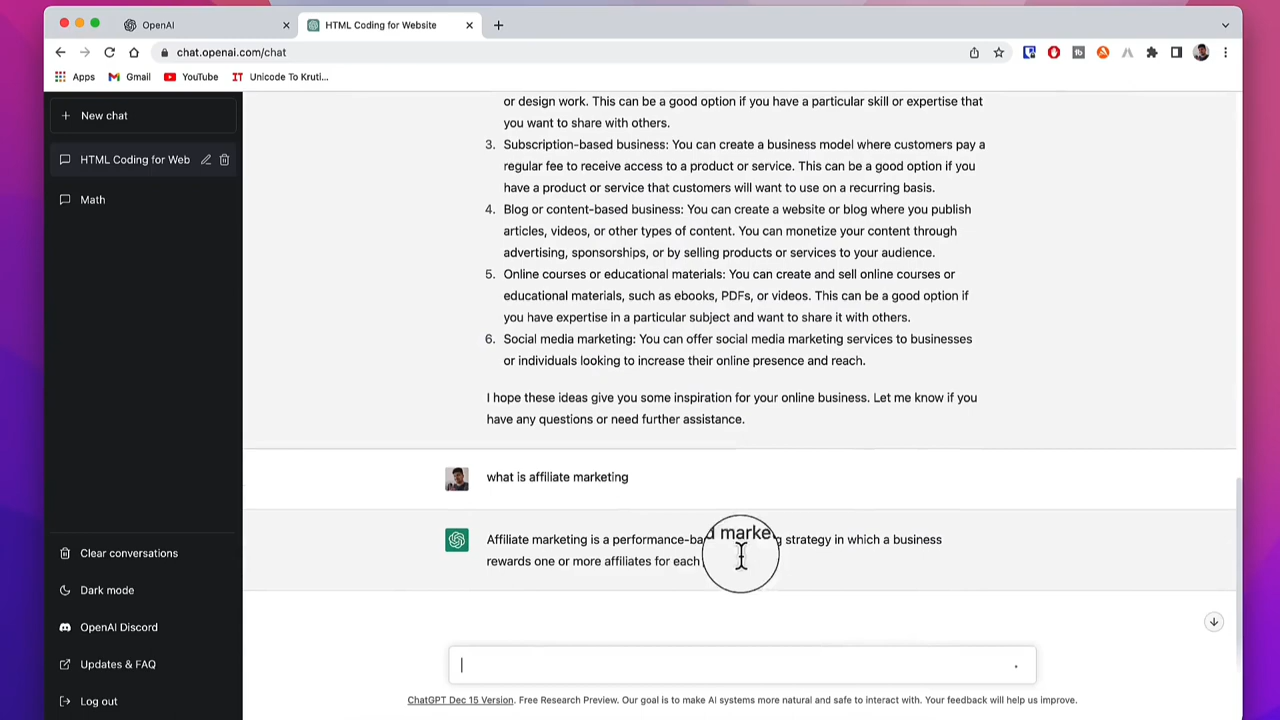 OpenAI
HTML Coding for Website
chat.openai.com/chat
Apps
Gmail
YouTube
IT
Unicode To Kruti...
New chat
HTML Coding for Web
Math
Clear conversations
Dark mode
OpenAI Discord
Updates & FAQ
Log out
or design work. This can be a good option if you have a particular skill or expertise that
you want to share with others.
3. Subscription-based business: You can create a business model where customers pay a
regular fee to receive access to a product or service. This can be a good option if you
have a product or service that customers will want to use on a recurring basis.
4. Blog or content-based business: You can create a website or blog where you publish
articles, videos, or other types of content. You can monetize your content through
advertising, sponsorships, or by selling products or services to your audience.
5. Online courses or educational materials: You can create and sell online courses or
educational materials, such as ebooks, PDFs, or videos. This can be a good option if
you have expertise in a particular subject and want to share it with others.
6. Social media marketing: You can offer social media marketing services to businesses
or individuals looking to increase their online presence and reach.
I hope these ideas give you some inspiration for your online business. Let me know if you
have any questions or need further assistance.
what is affiliate marketing
Affiliate marketing is a performance-ba d marke g strategy in which a business
rewards one or more affiliates for each
ChatGPT Dec 15 Version. Free Research Preview. Our goal is to make AI systems more natural and safe to interact with. Your feedback will help us improve.